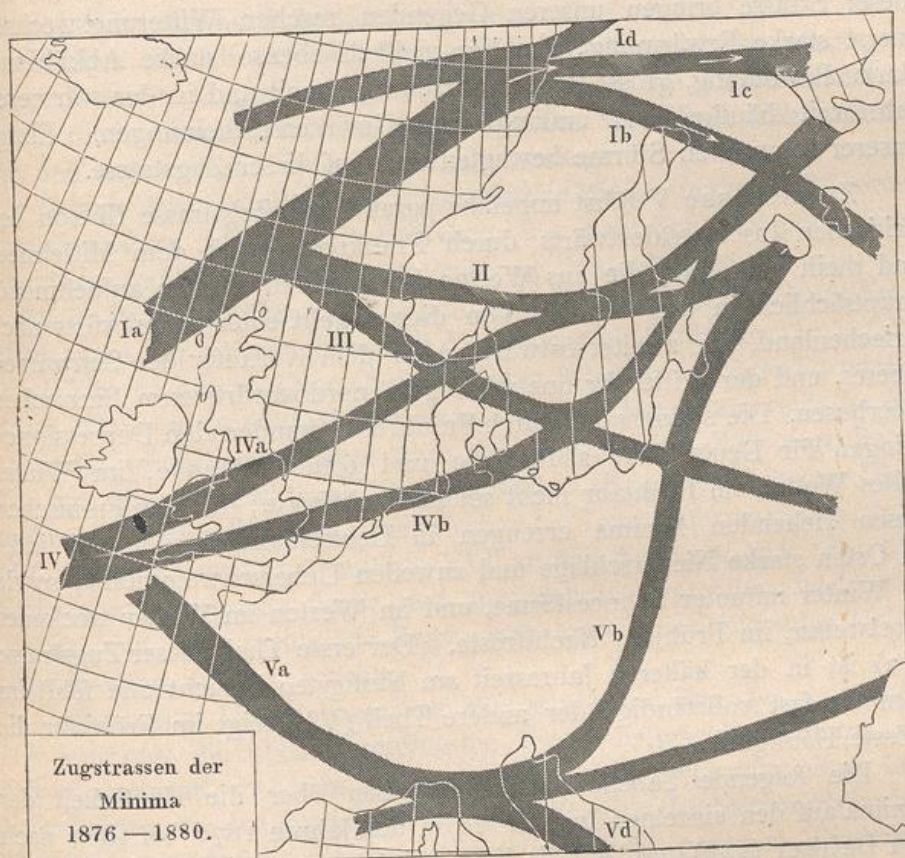 Id
Ic
Ib
II
Ia
III
IVa
IVb
IV
Vb
Va
Zugstrassen der
Minima
1876—1880.
Vd